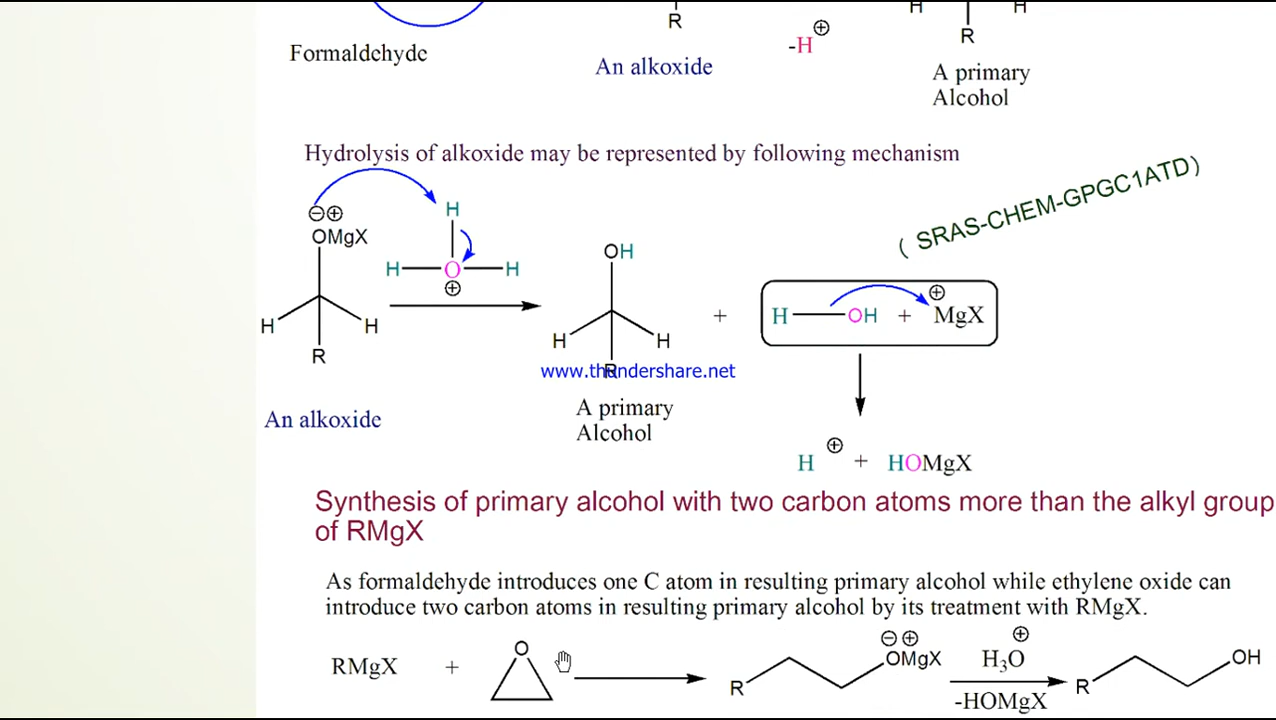 R
H H
R
Formaldehyde
An alkoxide
-H⊕
A primary
Alcohol
Hydrolysis of alkoxide may be represented by following mechanism
( SRAS-CHEM-GPGC1ATD)
⊖⊕
OMgX
H
H O H
⊕
H H
R
An alkoxide
OH
H H
R
www.thundershare.net
A primary
Alcohol
+
H OH + MgX
⊕
H⊕ + HOMgX
Synthesis of primary alcohol with two carbon atoms more than the alkyl group
of RMgX
As formaldehyde introduces one C atom in resulting primary alcohol while ethylene oxide can
introduce two carbon atoms in resulting primary alcohol by its treatment with RMgX.
RMgX + O
R ⊖⊕
OMgX
⊕
H3O
-HOMgX
R OH